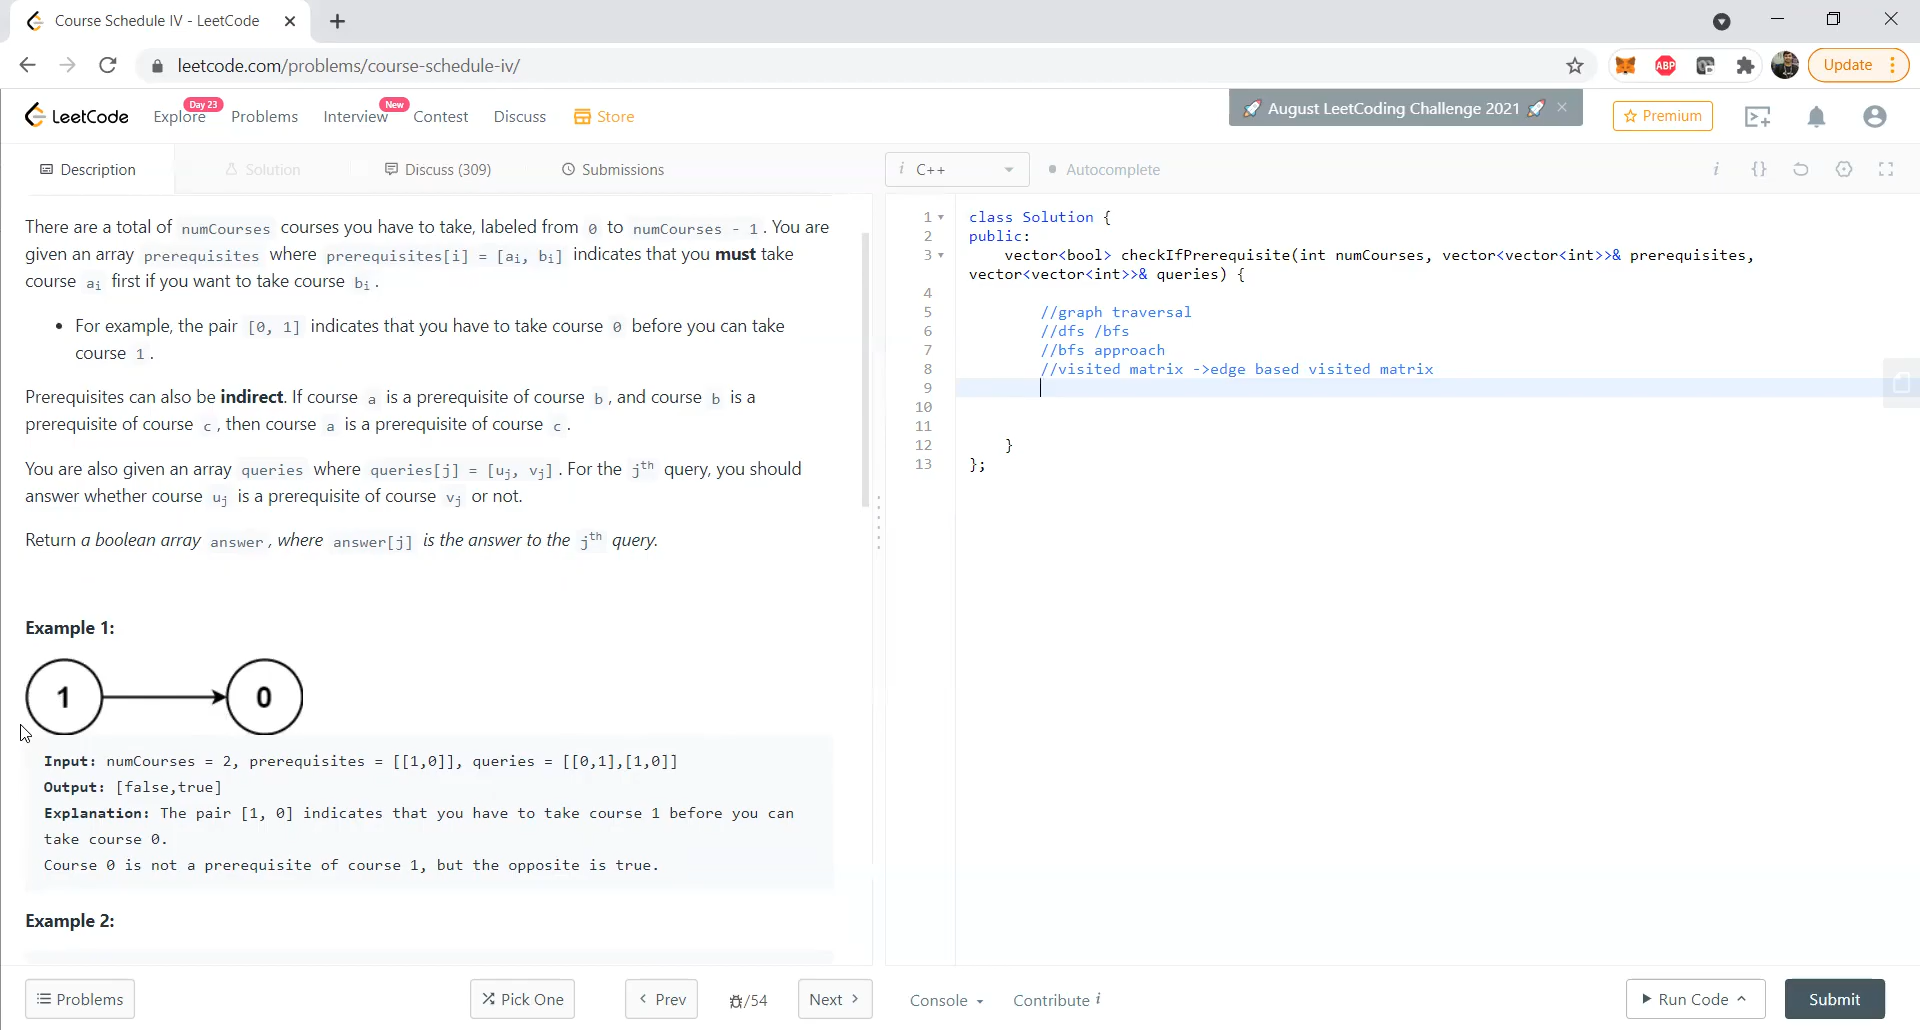 Course Schedule IV - LeetCode
leetcode.com/problems/course-schedule-iv/
ABP
Update
LeetCode
Explore
Day 23
Problems
Interview
New
Contest
Discuss
Store
🚀 August LeetCoding Challenge 2021 🚀 ×
Premium
Description
Solution
Discuss (309)
Submissions
i C++
Autocomplete
i {}
There are a total of numCourses courses you have to take, labeled from 0 to numCourses - 1. You are
given an array prerequisites where prerequisites[i] = [ai, bi] indicates that you must take
course ai first if you want to take course bi.
• For example, the pair [0, 1] indicates that you have to take course 0 before you can take
course 1.
Prerequisites can also be indirect. If course a is a prerequisite of course b, and course b is a
prerequisite of course c, then course a is a prerequisite of course c.
You are also given an array queries where queries[j] = [uj, vj]. For the jth query, you should
answer whether course uj is a prerequisite of course vj or not.
Return a boolean array answer, where answer[j] is the answer to the jth query.
Example 1:
1
0
Input: numCourses = 2, prerequisites = [[1,0]], queries = [[0,1],[1,0]]
Output: [false,true]
Explanation: The pair [1, 0] indicates that you have to take course 1 before you can
take course 0.
Course 0 is not a prerequisite of course 1, but the opposite is true.
Example 2:
1 class Solution {
2 public:
3 vector<bool> checkIfPrerequisite(int numCourses, vector<vector<int>>& prerequisites,
vector<vector<int>>& queries) {
4
5 //graph traversal
6 //dfs /bfs
7 //bfs approach
8 //visited matrix ->edge based visited matrix
9
10
11
12 }
13 };
Problems
Pick One
< Prev
/54
Next >
Console
Contribute i
Run Code
Submit